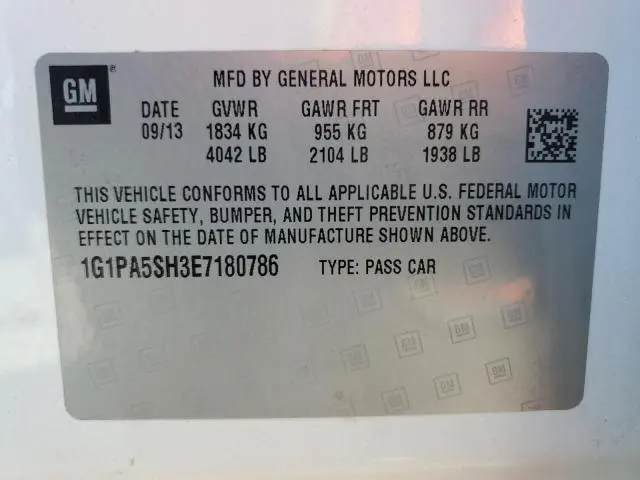 GM ® MFD BY GENERAL MOTORS LLC
DATE GVWR GAWR FRT GAWR RR
09/13 1834 KG 955 KG 879 KG
4042 LB 2104 LB 1938 LB
THIS VEHICLE CONFORMS TO ALL APPLICABLE U.S. FEDERAL MOTOR
VEHICLE SAFETY, BUMPER, AND THEFT PREVENTION STANDARDS IN
EFFECT ON THE DATE OF MANUFACTURE SHOWN ABOVE.
1G1PA5SH3E7180786 TYPE: PASS CAR